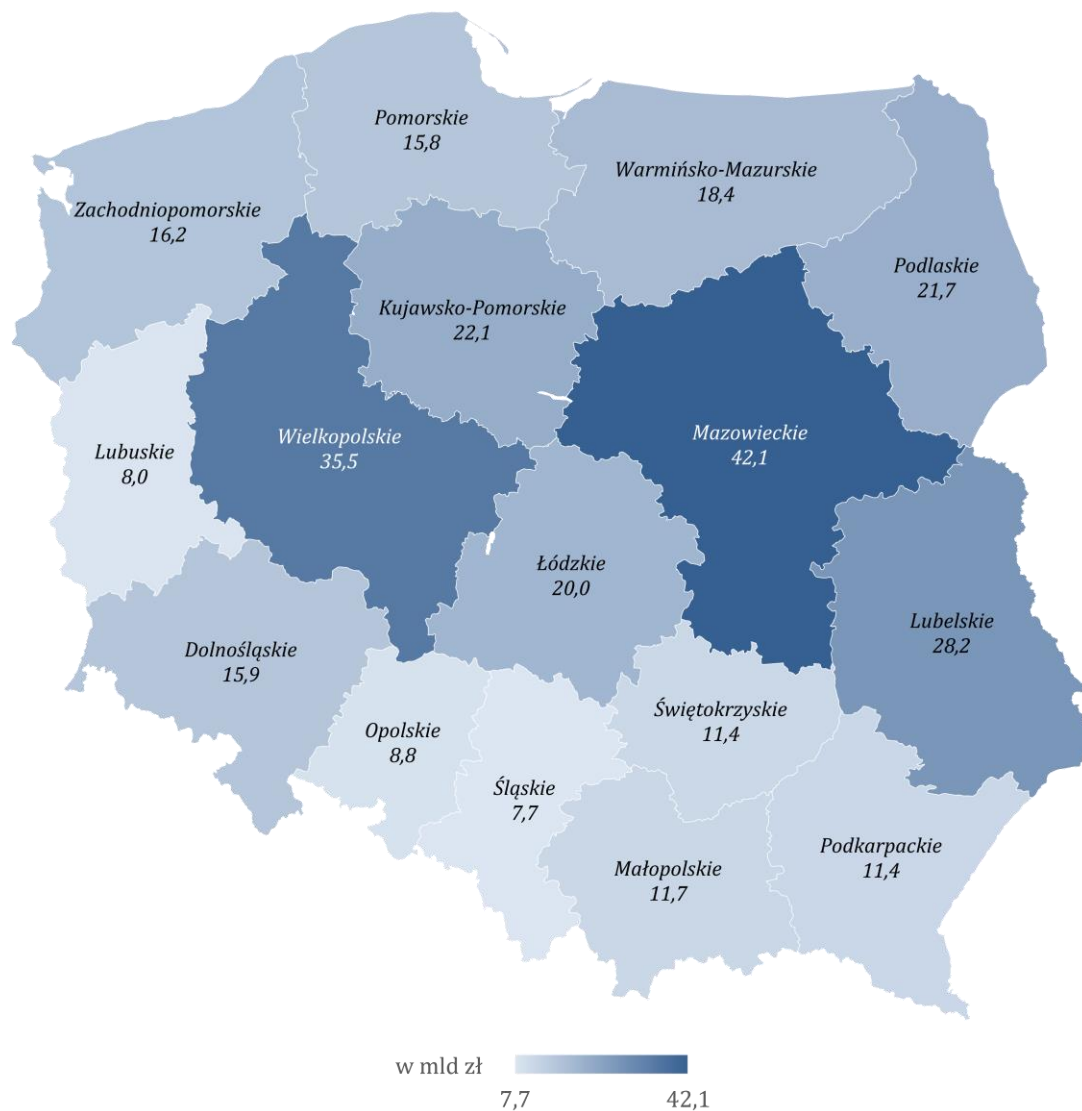 Pomorskie
15,8
Warmińsko-Mazurskie
18,4
Zachodniopomorskie
16,2
Podlaskie
21,7
Kujawsko-Pomorskie
22,1
Wielkopolskie
35,5
Mazowieckie
42,1
Lubuskie
8,0
Łódzkie
20,0
Lubelskie
28,2
Dolnośląskie
15,9
Świętokrzyskie
11,4
Opolskie
8,8
Śląskie
7,7
Podkarpackie
11,4
Małopolskie
11,7
w mld zł
7,7
42,1